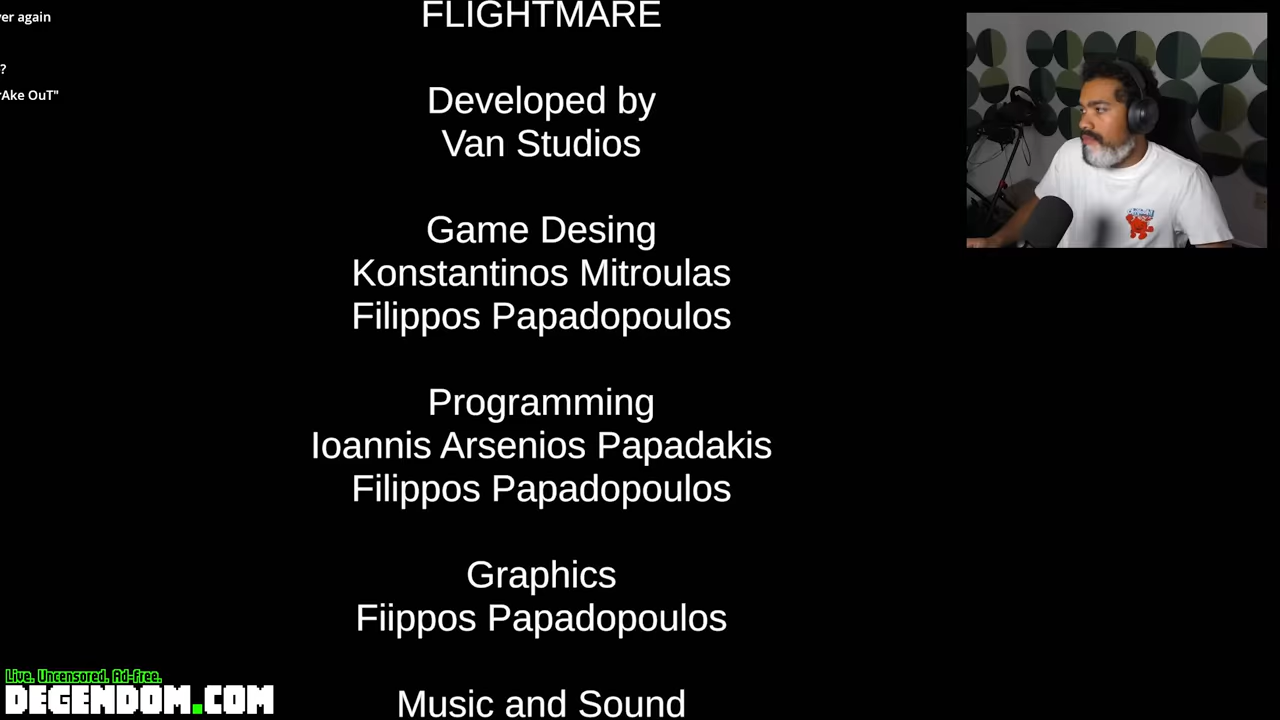 er again
?
Ake OuT"
FLIGHTMARE
Developed by
Van Studios
Game Desing
Konstantinos Mitroulas
Filippos Papadopoulos
Programming
Ioannis Arsenios Papadakis
Filippos Papadopoulos
Graphics
Fiippos Papadopoulos
Music and Sound
Live. Uncensored. Ad-free.
DEGENDOM.COM